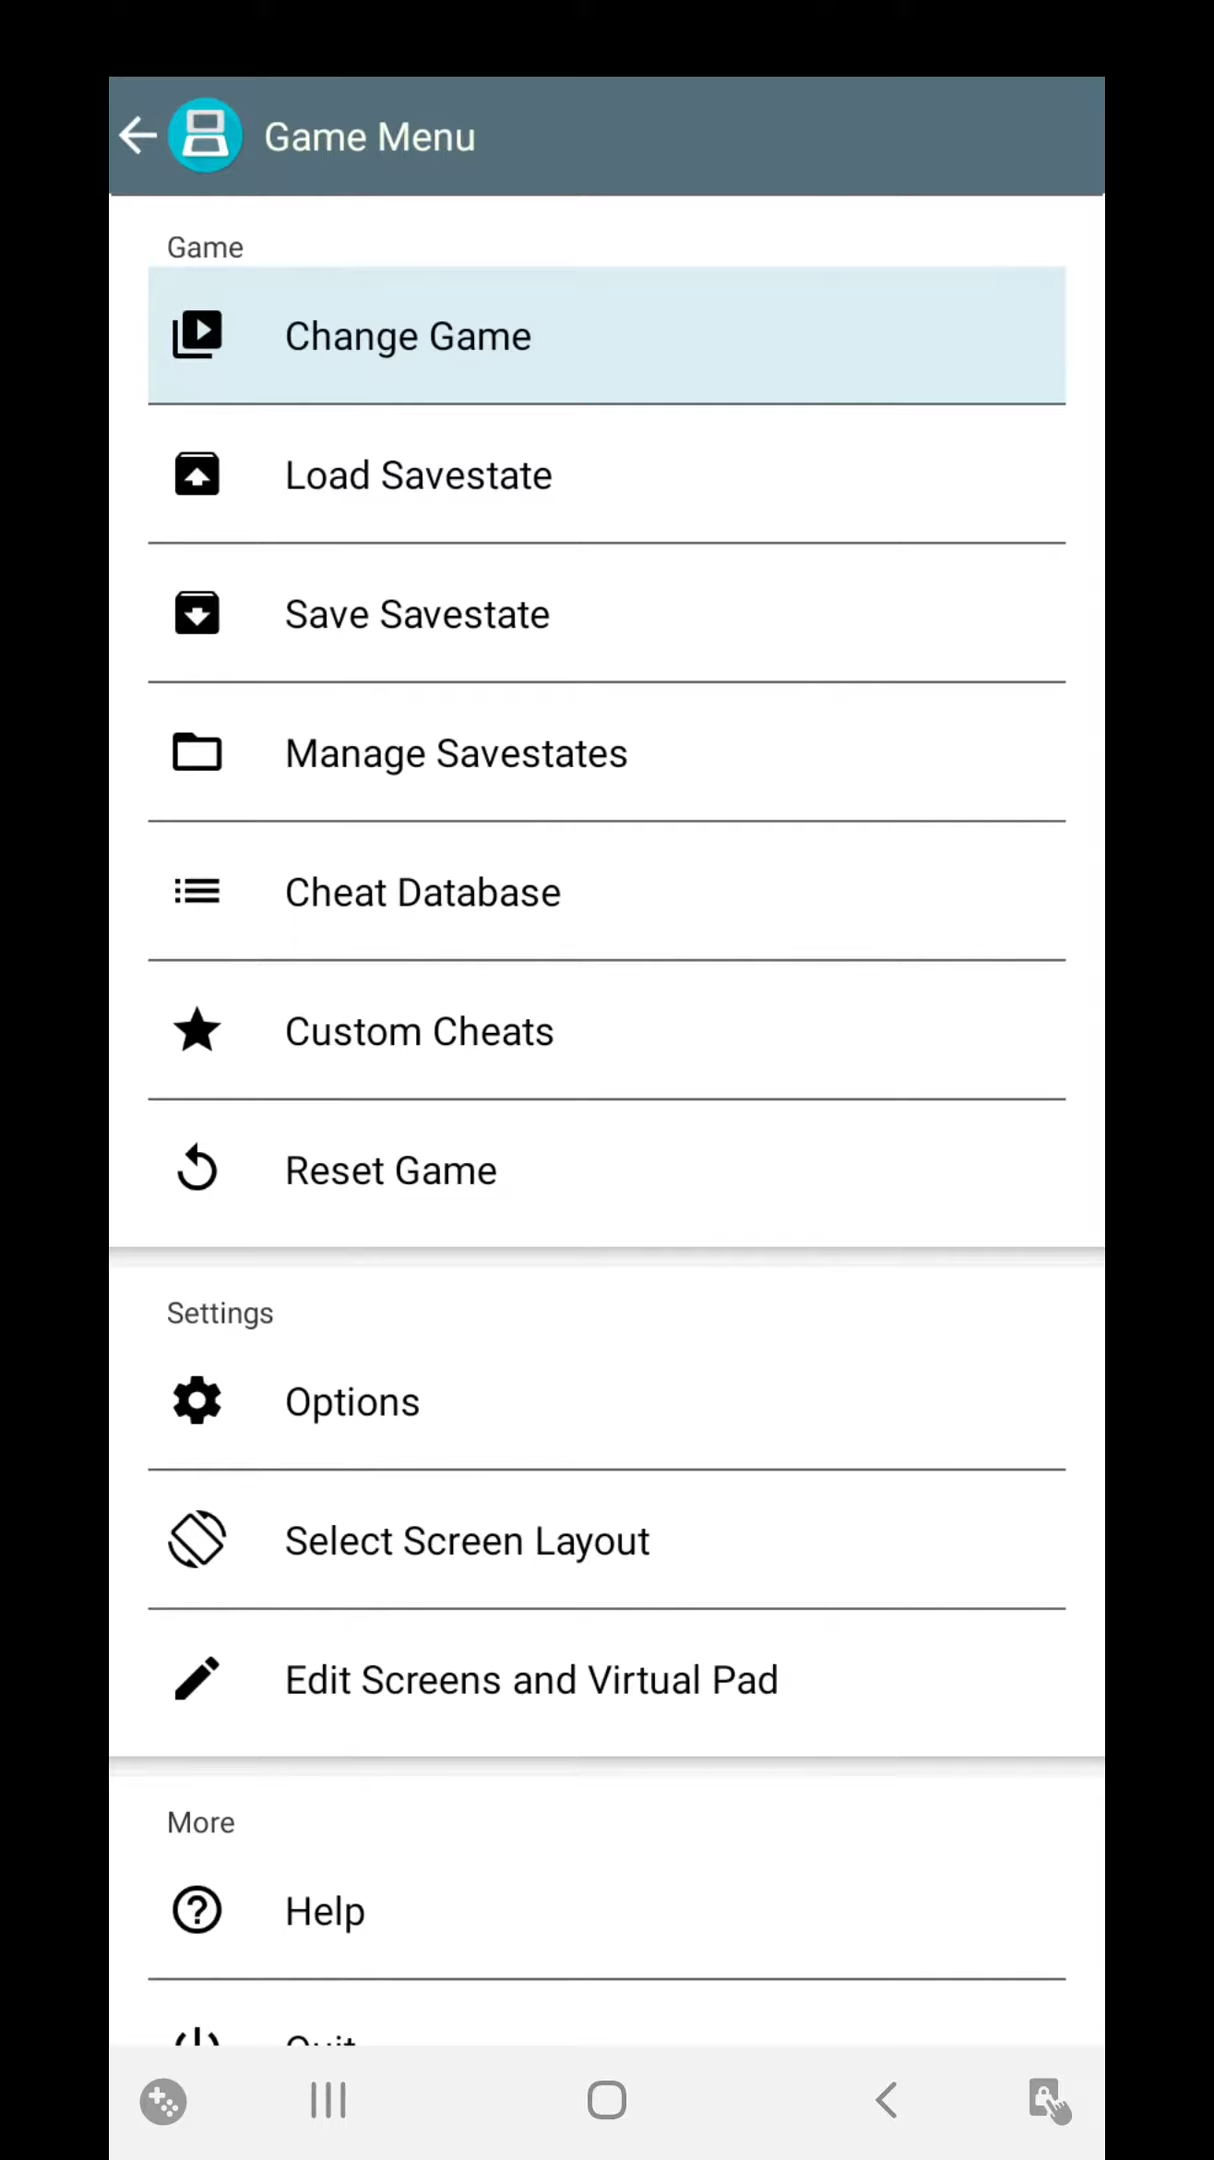 Game Menu
Game
Change Game
Load Savestate
Save Savestate
Manage Savestates
Cheat Database
Custom Cheats
Reset Game
Settings
Options
Select Screen Layout
Edit Screens and Virtual Pad
More
Help
Quit